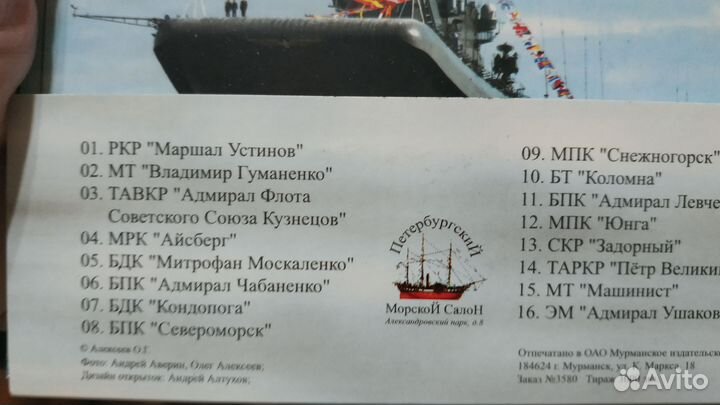 01. РКР "Маршал Устинов"
02. МТ "Владимир Гуманенко"
03. ТАВКР "Адмирал Флота
Советского Союза Кузнецов"
04. МРК "Айсберг"
05. БДК "Митрофан Москаленко"
06. БПК "Адмирал Чабаненко"
07. БДК "Кондопога"
08. БПК "Североморск"
© Алексеев О.Г.
Фото: Андрей Аверин, Олег Алексеев;
Дизайн открыток: Андрей Алтухов;
Петербургский
Морской Салон
Александровский парк, д.8
09. МПК "Снежногорск"
10. БТ "Коломна"
11. БПК "Адмирал Левче
12. МПК "Юнга"
13. СКР "Задорный"
14. ТАРКР "Пётр Велики
15. МТ "Машинист"
16. ЭМ "Адмирал Ушаков
Отпечатано в ОАО Мурманское издательско
184624 г. Мурманск, ул. К. Маркса, 18
Заказ №3580 Тираж
Avito